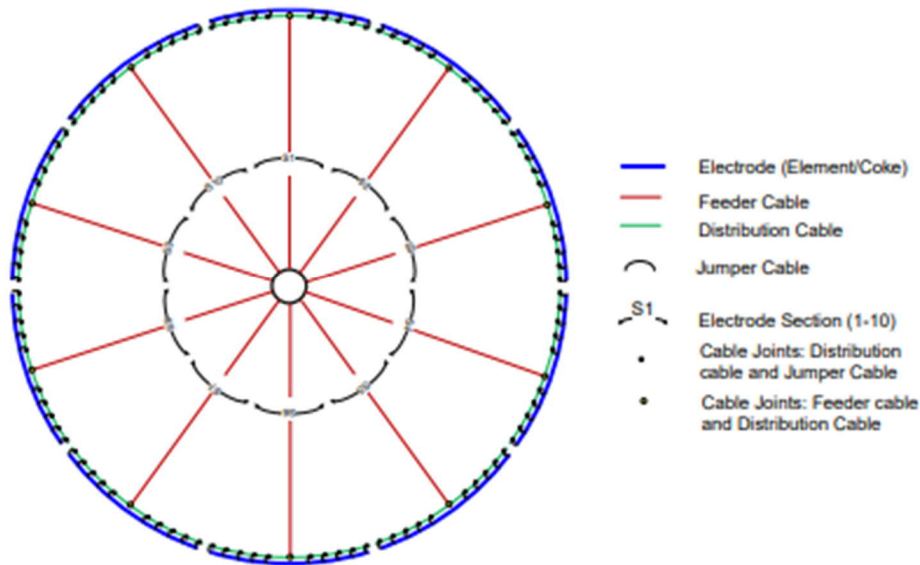 S1
Electrode (Element/Coke)
Feeder Cable
Distribution Cable
Jumper Cable
S1
Electrode Section (1-10)
Cable Joints: Distribution
cable and Jumper Cable
Cable Joints: Feeder cable
and Distribution Cable